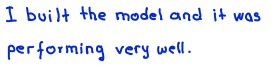 I built the model and it was
performing very well.